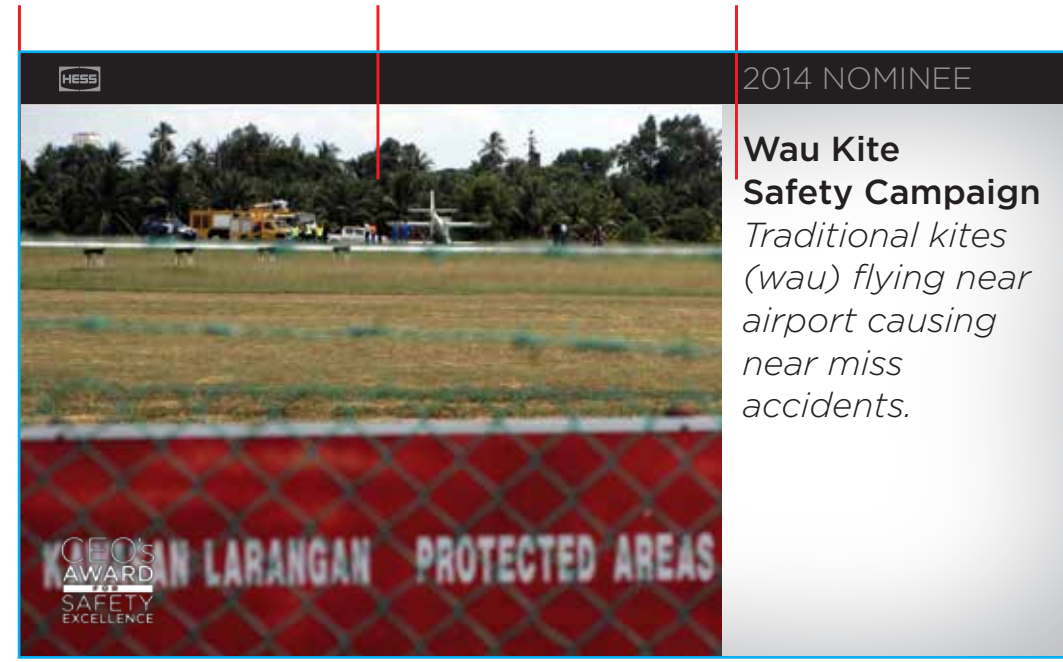 HESS
2014 NOMINEE
Wau Kite
Safety Campaign
Traditional kites
(wau) flying near
airport causing
near miss
accidents.
LARANGAN PROTECTED AREAS
CEO's
AWARD
FOR
SAFETY
EXCELLENCE